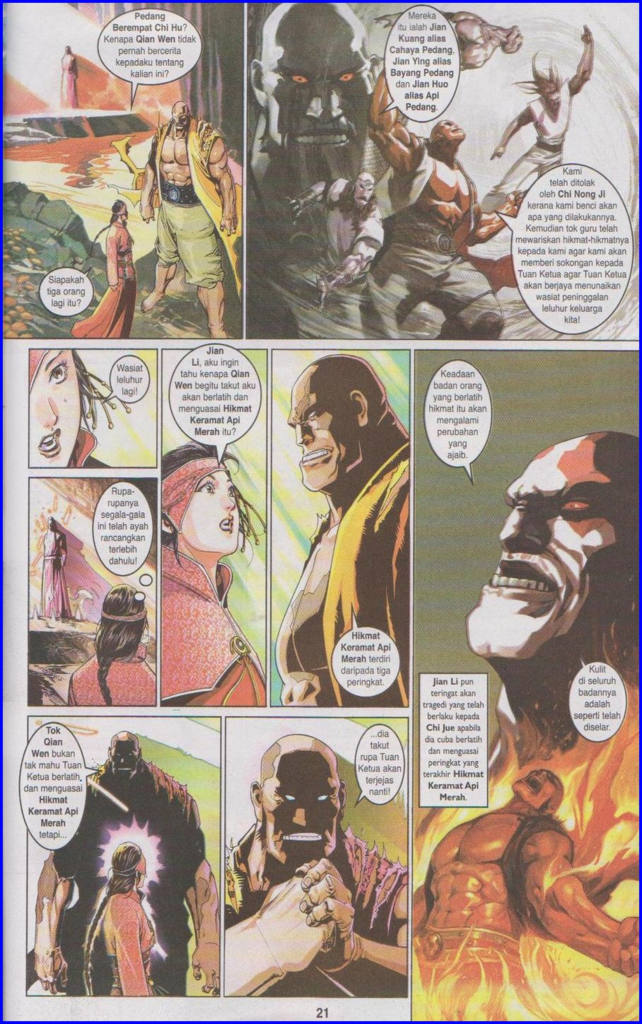 Pedang
Berempat Chi Hu?
Kenapa Qian Wen tidak
pernah bercerita
kepadaku tentang
kalian ini?
Siapakah
tiga orang
lagi itu?
Mereka
itu ialah Jian
Kuang alias
Cahaya Pedang,
Jian Ying alias
Bayang Pedang
dan Jian Huo
alias Api
Pedang.
Kami
telah ditolak
oleh Chi Nong Ji
kerana kami benci akan
apa yang dilakukannya.
Kemudian tok guru telah
mewariskan hikmat-hikmatnya
kepada kami agar kami akan
memberi sokongan kepada
Tuan Ketua agar Tuan Ketua
akan berjaya menunaikan
wasiat peninggalan
leluhur keluarga
kita!
Wasiat
leluhur
lagi!
Rupa-
rupanya
segala-gala
ini telah ayah
rancangkan
terlebih
dahulu!
Jian
Li, aku ingin
tahu kenapa Qian
Wen begitu takut aku
akan berlatih dan
menguasai Hikmat
Keramat Api
Merah itu?
Hikmat
Keramat Api
Merah terdiri
daripada tiga
peringkat.
Keadaan
badan orang
yang berlatih
hikmat itu akan
mengalami
perubahan
yang
ajaib.
Kulit
di seluruh
badannya
adalah
seperti telah
diselar.
Jian Li pun
teringat akan
tragedi yang telah
berlaku kepada
Chi Jue apabila
dia cuba berlatih
dan menguasai
peringkat yang
terakhir Hikmat
Keramat Api
Merah.
Tok
Qian
Wen bukan
tak mahu Tuan
Ketua berlatih,
dan menguasai
Hikmat
Keramat Api
Merah
tetapi...
...dia
takut
rupa Tuan
Ketua akan
terjejas
nanti!
21